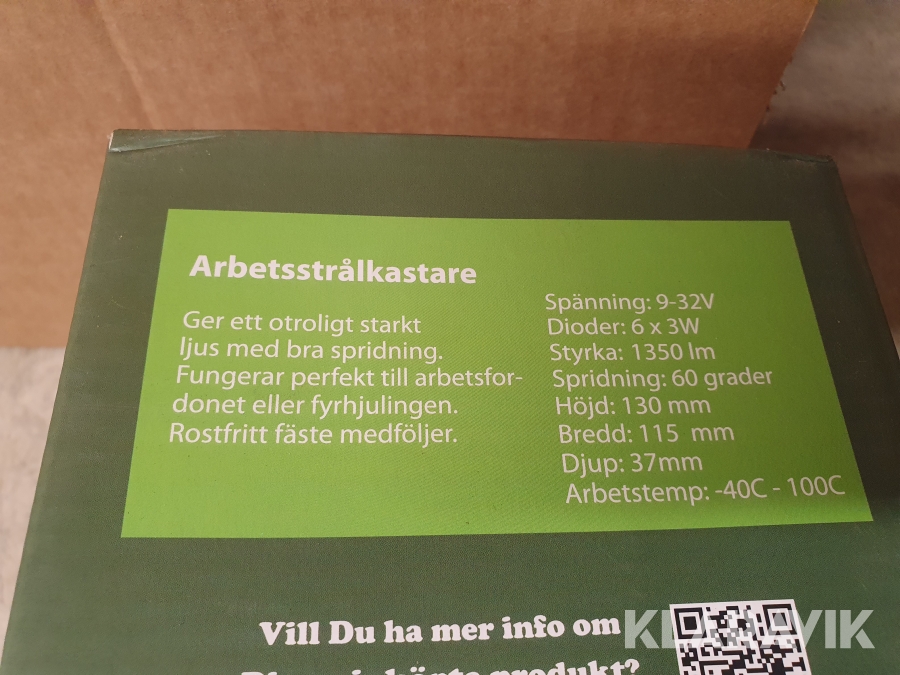 Arbetsstrålkastare
Ger ett otroligt starkt
ljus med bra spridning.
Fungerar perfekt till arbetsfor-
donet eller fyrhjulingen.
Rostfritt fäste medföljer.
Spänning: 9-32V
Dioder: 6 x 3W
Styrka: 1350 lm
Spridning: 60 grader
Höjd: 130 mm
Bredd: 115 mm
Djup: 37mm
Arbetstemp: -40C - 100C
Vill Du ha mer info om
produkt?
KLARAVIK